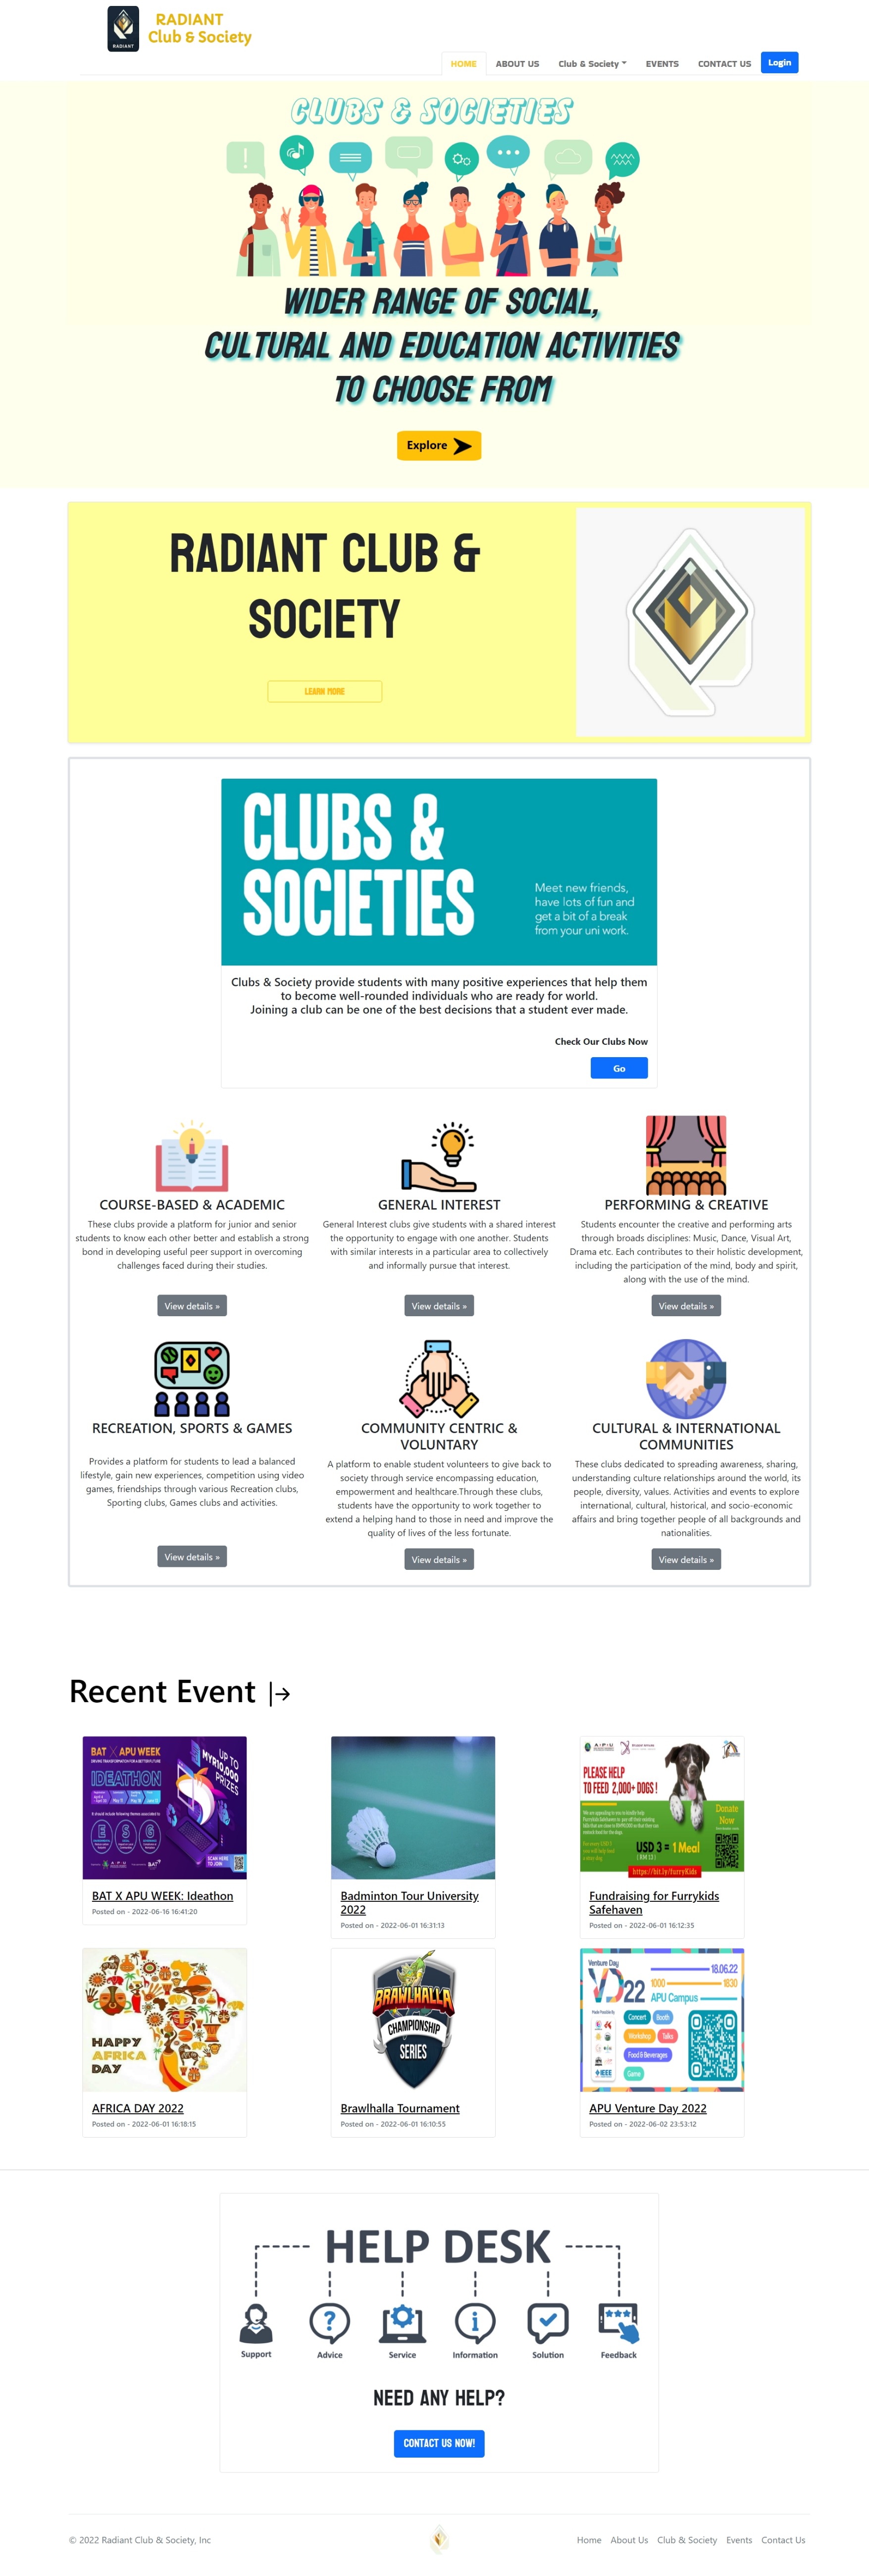 RADIANT
RADIANT
Club & Society
HOME
ABOUT US
Club & Society
EVENTS
CONTACT US
Login
CLUBS & SOCIETIES
WIDER RANGE OF SOCIAL,
CULTURAL AND EDUCATION ACTIVITIES
TO CHOOSE FROM
Explore
RADIANT CLUB &
SOCIETY
LEARN MORE
CLUBS &
SOCIETIES
Meet new friends,
have lots of fun and
get a bit of a break
from your uni work.
Clubs & Society provide students with many positive experiences that help them
to become well-rounded individuals who are ready for world.
Joining a club can be one of the best decisions that a student ever made.
Check Our Clubs Now
Go
COURSE-BASED & ACADEMIC
These clubs provide a platform for junior and senior
students to know each other better and establish a strong
bond in developing useful peer support in overcoming
challenges faced during their studies.
View details »
GENERAL INTEREST
General Interest clubs give students with a shared interest
the opportunity to engage with one another. Students
with similar interests in a particular area to collectively
and informally pursue that interest.
View details »
PERFORMING & CREATIVE
Students encounter the creative and performing arts
through broads disciplines: Music, Dance, Visual Art,
Drama etc. Each contributes to their holistic development,
including the participation of the mind, body and spirit,
along with the use of the mind.
View details »
RECREATION, SPORTS & GAMES
Provides a platform for students to lead a balanced
lifestyle, gain new experiences, competition using video
games, friendships through various Recreation clubs,
Sporting clubs, Games clubs and activities.
View details »
COMMUNITY CENTRIC &
VOLUNTARY
A platform to enable student volunteers to give back to
society through service encompassing education,
empowerment and healthcare.Through these clubs,
students have the opportunity to work together to
extend a helping hand to those in need and improve the
quality of lives of the less fortunate.
View details »
CULTURAL & INTERNATIONAL
COMMUNITIES
These clubs dedicated to spreading awareness, sharing,
understanding culture relationships around the world, its
people, diversity, values. Activities and events to explore
international, cultural, historical, and socio-economic
affairs and bring together people of all backgrounds and
nationalities.
View details »
Recent Event
BAT X APU WEEK
DRIVING TRANSFORMATION FOR A BETTER FUTURE
IDEATHON
UP TO
MYR10,000
PRIZES
E
S
G
SCAN HERE
TO JOIN
BAT X APU WEEK: Ideathon
Posted on - 2022-06-16 16:41:20
Badminton Tour University
2022
Posted on - 2022-06-01 16:31:13
A·P·U
PLEASE HELP
TO FEED 2,000+ DOGS !
Donate
Now
USD 3 = 1 Meal
(RM13)
https://bit.ly/furryKids
Fundraising for Furrykids
Safehaven
Posted on - 2022-06-01 16:12:35
HAPPY
AFRICA
DAY
AFRICA DAY 2022
Posted on - 2022-06-01 16:18:15
BRAWLHALLA
CHAMPIONSHIP
SERIES
Brawlhalla Tournament
Posted on - 2022-06-01 16:10:55
Venture Day
VD22
18.06.22
1000
1830
APU Campus
Concert
Booth
Workshop
Talks
Food & Beverages
Game
IEEE
APU Venture Day 2022
Posted on - 2022-06-02 23:53:12
HELP DESK
Support
Advice
Service
Information
Solution
Feedback
NEED ANY HELP?
CONTACT US NOW!
© 2022 Radiant Club & Society, Inc
Home
About Us
Club & Society
Events
Contact Us